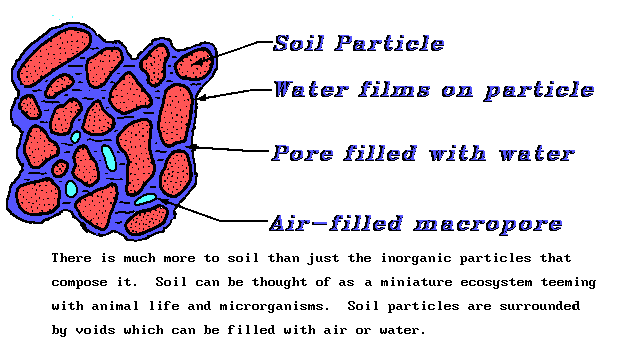 Soil Particle
Water films on particle
Pore filled with water
Air-filled macropore
There is much more to soil than just the inorganic particles that
compose it.  Soil can be thought of as a miniature ecosystem teeming
with animal life and microrganisms.  Soil particles are surrounded
by voids which can be filled with air or water.